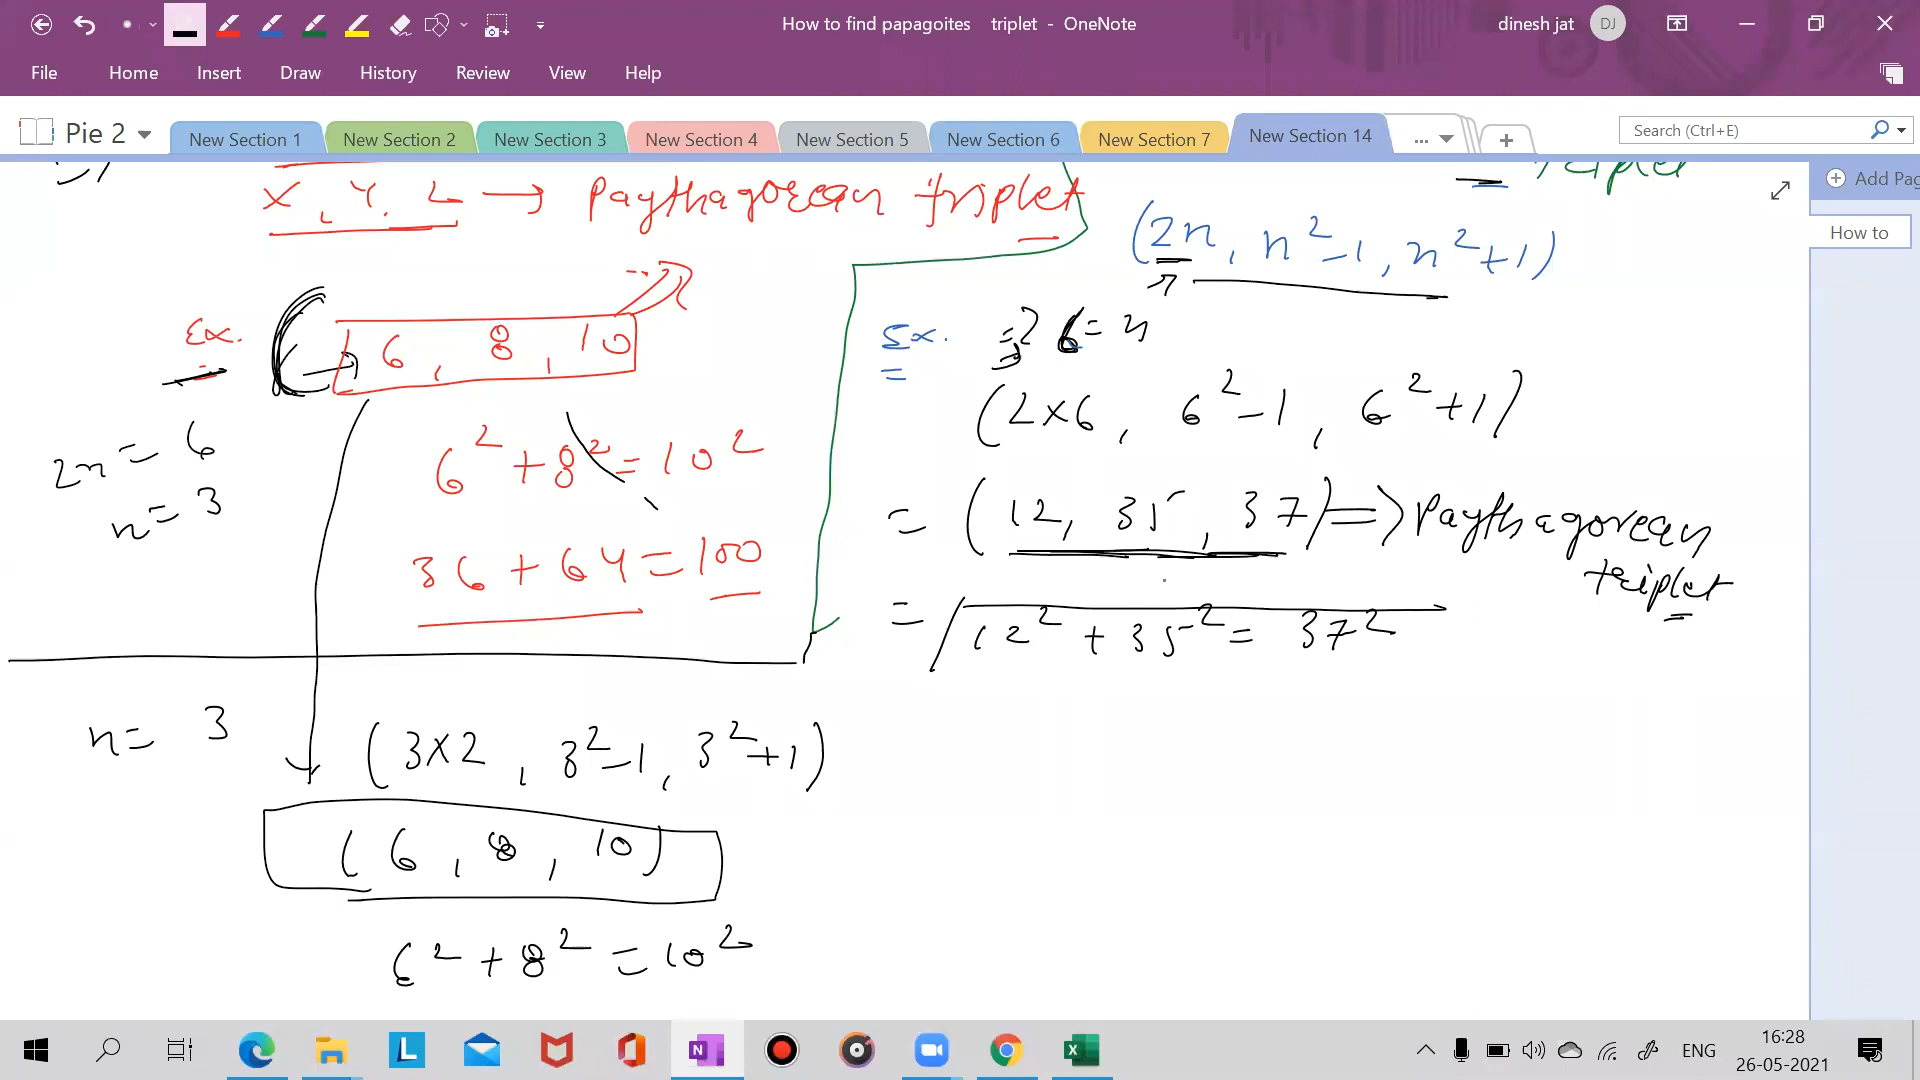 How to find papagoites triplet - OneNote
dinesh jat
DJ
File Home Insert Draw History Review View Help
Pie 2
New Section 1
New Section 2
New Section 3
New Section 4
New Section 5
New Section 6
New Section 7
New Section 14
...
Search (Ctrl+E)
Add Pag
How to
x, y, z → Paythagorean triplet
Ex. 6, 8, 10
2n = 6
n = 3
6² + 8² = 10²
36 + 64 = 100
n = 3
(3×2, 3²-1, 3²+1)
(6, 8, 10)
6² + 8² = 10²
triplet
(2n, n²-1, n²+1)
Ex. 6 = n
(2×6, 6²-1, 6²+1)
= (12, 35, 37) => Paythagorean
triplet
= 12² + 35² = 37²
L
N
X
ENG
16:28
26-05-2021